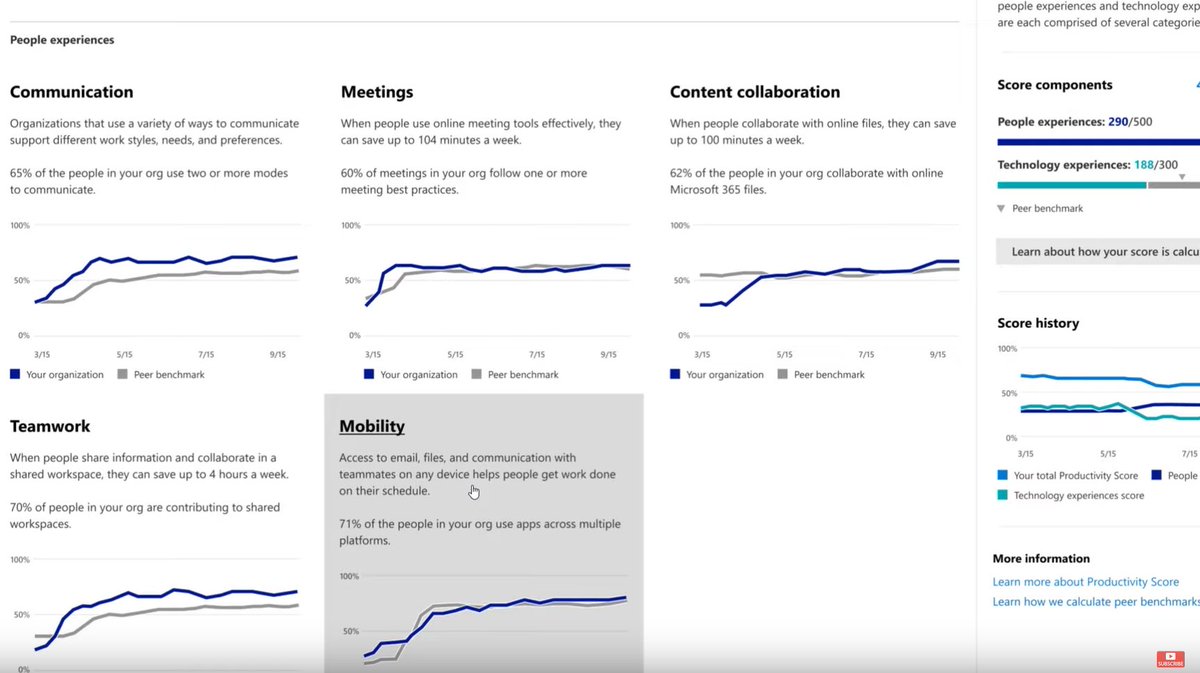 People experiences
Communication
Organizations that use a variety of ways to communicate
support different work styles, needs, and preferences.
65% of the people in your org use two or more modes
to communicate.
100%
50%
0%
3/15 5/15 7/15 9/15
Your organization Peer benchmark
Meetings
When people use online meeting tools effectively, they
can save up to 104 minutes a week.
60% of meetings in your org follow one or more
meeting best practices.
100%
50%
0%
3/15 5/15 7/15 9/15
Your organization Peer benchmark
Content collaboration
When people collaborate with online files, they can save
up to 100 minutes a week.
62% of the people in your org collaborate with online
Microsoft 365 files.
100%
50%
0%
3/15 5/15 7/15 9/15
Your organization Peer benchmark
Teamwork
When people share information and collaborate in a
shared workspace, they can save up to 4 hours a week.
70% of people in your org are contributing to shared
workspaces.
100%
50%
0%
Mobility
Access to email, files, and communication with
teammates on any device helps people get work done
on their schedule.
71% of the people in your org use apps across multiple
platforms.
100%
50%
people experiences and technology exp
are each comprised of several categorie
Score components
People experiences: 290/500
Technology experiences: 188/300
Peer benchmark
Learn about how your score is calcu
Score history
100%
50%
0%
3/15 5/15 7/15
Your total Productivity Score People
Technology experiences score
More information
Learn more about Productivity Score
Learn how we calculate peer benchmarks
SUBSCRIBE